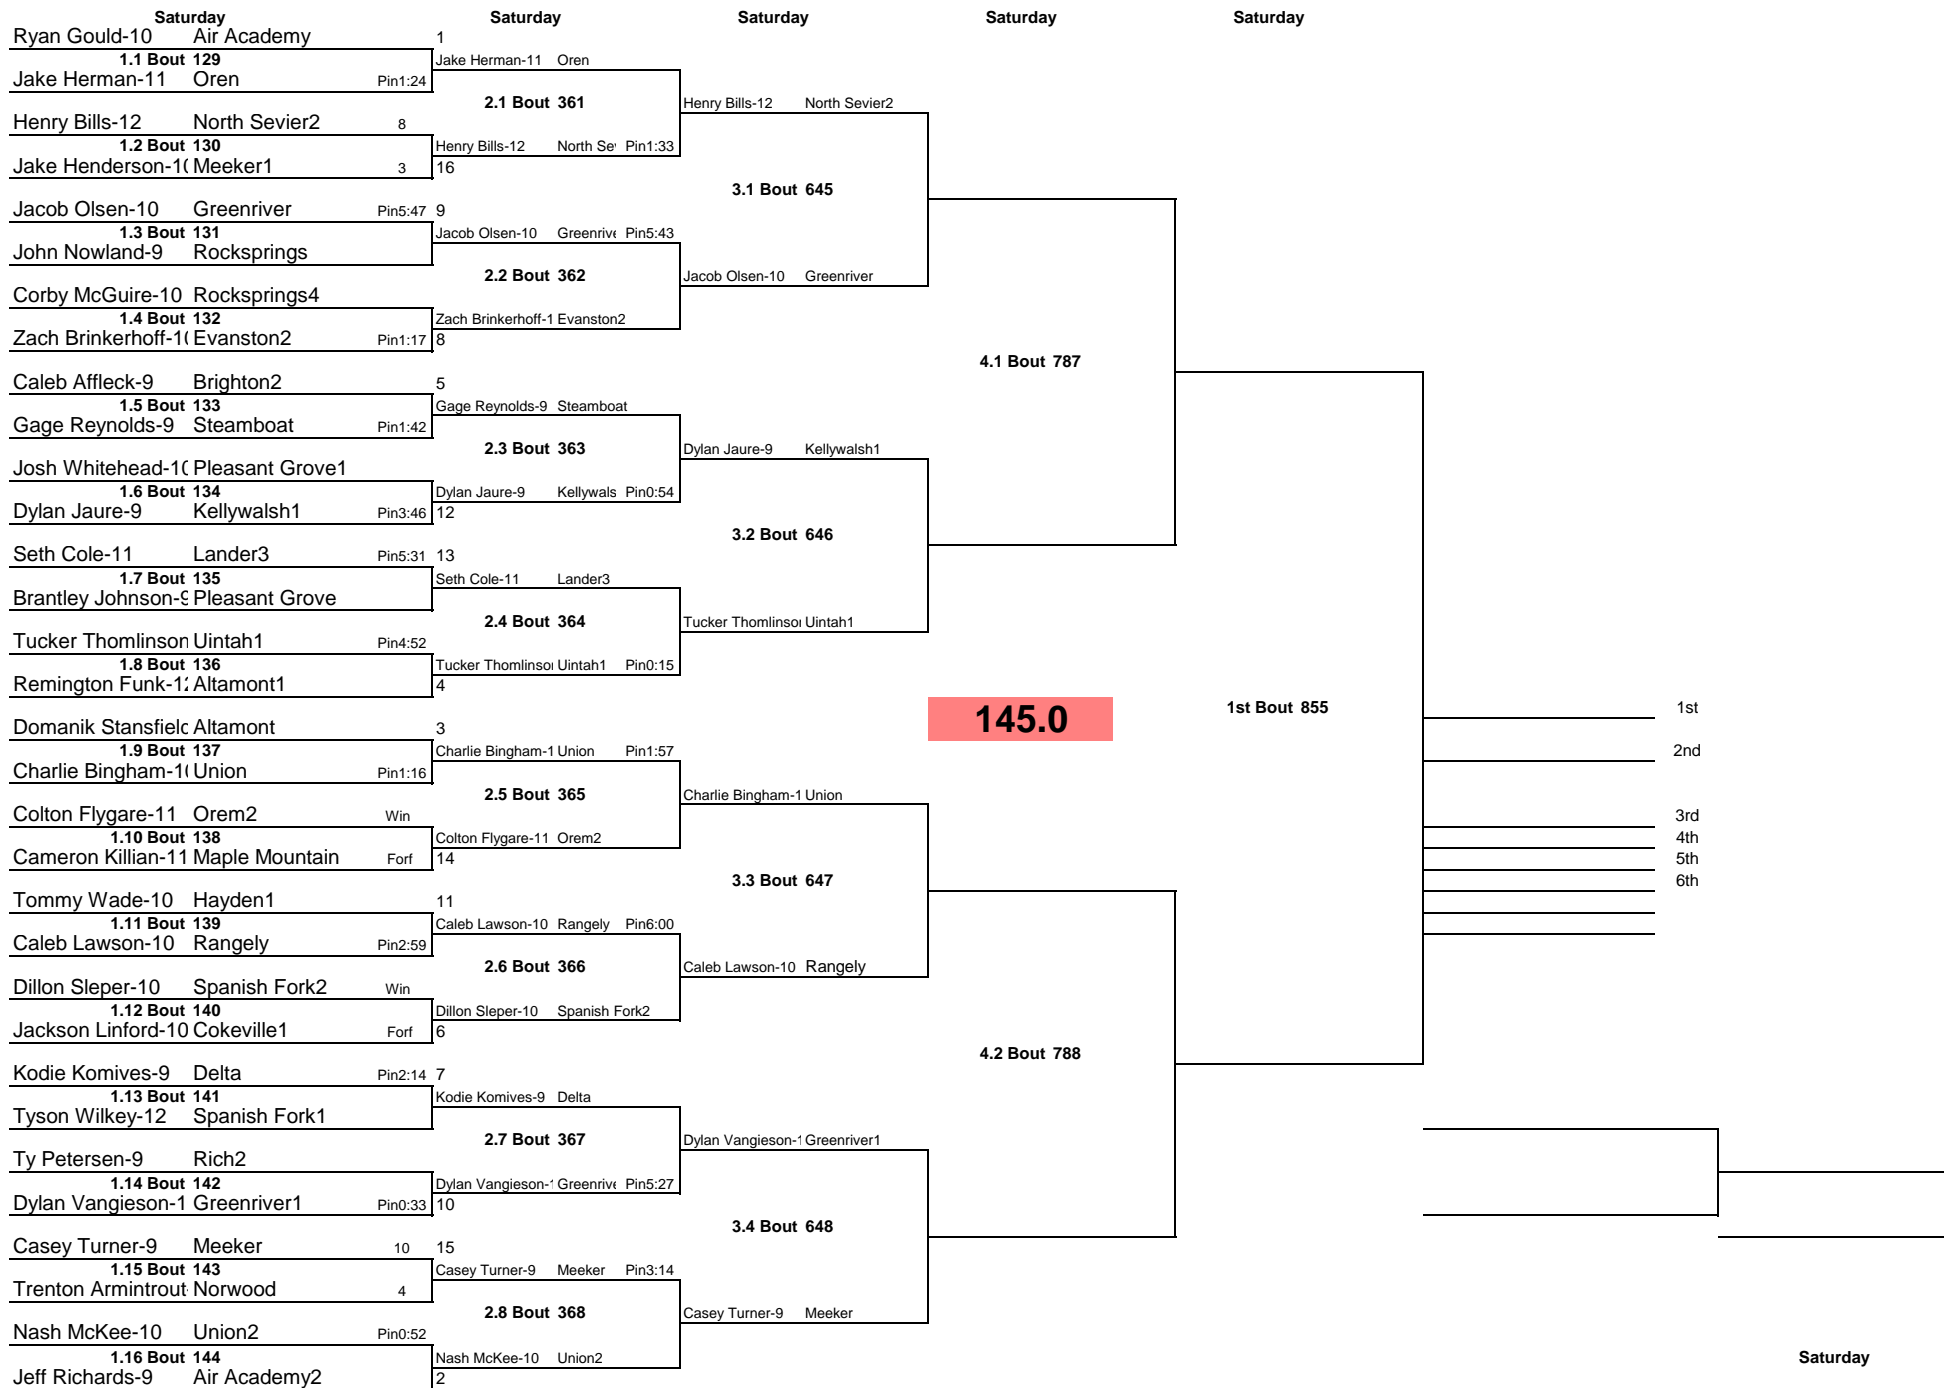 Saturday Saturday Saturday Saturday Saturday
Ryan Gould-10 Air Academy 1
1.1 Bout 129 Jake Herman-11 Oren
Jake Herman-11 Oren Pin1:24
2.1 Bout 361 Henry Bills-12 North Sevier2
Henry Bills-12 North Sevier2 8
1.2 Bout 130 Henry Bills-12 North Se Pin1:33
Jake Henderson-10 Meeker1 3 16
3.1 Bout 645
Jacob Olsen-10 Greenriver Pin5:47 9
1.3 Bout 131 Jacob Olsen-10 Greenrive Pin5:43
John Nowland-9 Rocksprings
2.2 Bout 362 Jacob Olsen-10 Greenriver
Corby McGuire-10 Rocksprings4
1.4 Bout 132 Zach Brinkerhoff-1 Evanston2
Zach Brinkerhoff-10 Evanston2 Pin1:17 8
4.1 Bout 787
Caleb Affleck-9 Brighton2 5
1.5 Bout 133 Gage Reynolds-9 Steamboat
Gage Reynolds-9 Steamboat Pin1:42
2.3 Bout 363 Dylan Jaure-9 Kellywalsh1
Josh Whitehead-10 Pleasant Grove1
1.6 Bout 134 Dylan Jaure-9 Kellywals Pin0:54
Dylan Jaure-9 Kellywalsh1 Pin3:46 12
3.2 Bout 646
Seth Cole-11 Lander3 Pin5:31 13
1.7 Bout 135 Seth Cole-11 Lander3
Brantley Johnson-9 Pleasant Grove
2.4 Bout 364 Tucker Thomlinson Uintah1
Tucker Thomlinson Uintah1 Pin4:52
1.8 Bout 136 Tucker Thomlinson Uintah1 Pin0:15
Remington Funk-12 Altamont1 4
145.0 1st Bout 855 1st
Domanik Stansfield Altamont 3
1.9 Bout 137 Charlie Bingham-1 Union Pin1:57 2nd
Charlie Bingham-10 Union Pin1:16
2.5 Bout 365 Charlie Bingham-1 Union
Colton Flygare-11 Orem2 Win 3rd
1.10 Bout 138 Colton Flygare-11 Orem2 4th
Cameron Killian-11 Maple Mountain Forf 14 5th
3.3 Bout 647 6th
Tommy Wade-10 Hayden1 11
1.11 Bout 139 Caleb Lawson-10 Rangely Pin6:00
Caleb Lawson-10 Rangely Pin2:59
2.6 Bout 366 Caleb Lawson-10 Rangely
Dillon Sleper-10 Spanish Fork2 Win
1.12 Bout 140 Dillon Sleper-10 Spanish Fork2
Jackson Linford-10 Cokeville1 Forf 6
4.2 Bout 788
Kodie Komives-9 Delta Pin2:14 7
1.13 Bout 141 Kodie Komives-9 Delta
Tyson Wilkey-12 Spanish Fork1
2.7 Bout 367 Dylan Vangieson-1 Greenriver1
Ty Petersen-9 Rich2
1.14 Bout 142 Dylan Vangieson-1 Greenrive Pin5:27
Dylan Vangieson-1 Greenriver1 Pin0:33 10
3.4 Bout 648
Casey Turner-9 Meeker 10 15
1.15 Bout 143 Casey Turner-9 Meeker Pin3:14
Trenton Armintrout- Norwood 4
2.8 Bout 368 Casey Turner-9 Meeker
Nash McKee-10 Union2 Pin0:52
1.16 Bout 144 Nash McKee-10 Union2 Saturday
Jeff Richards-9 Air Academy2 2